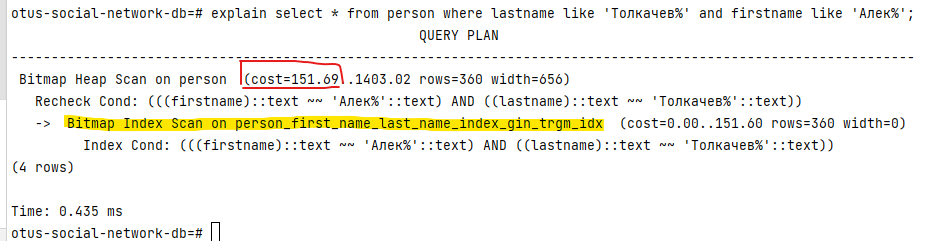 otus-social-network-db=# explain select * from person where lastname like 'Толкачев%' and firstname like 'Алек%';
QUERY PLAN
-----------------------------------------------------------------------------------------------------------------
Bitmap Heap Scan on person (cost=151.69..1403.02 rows=360 width=656)
Recheck Cond: (((firstname)::text ~~ 'Алек%'::text) AND ((lastname)::text ~~ 'Толкачев%'::text))
-> Bitmap Index Scan on person_first_name_last_name_index_gin_trgm_idx (cost=0.00..151.60 rows=360 width=0)
Index Cond: (((firstname)::text ~~ 'Алек%'::text) AND ((lastname)::text ~~ 'Толкачев%'::text))
(4 rows)
Time: 0.435 ms
otus-social-network-db=#